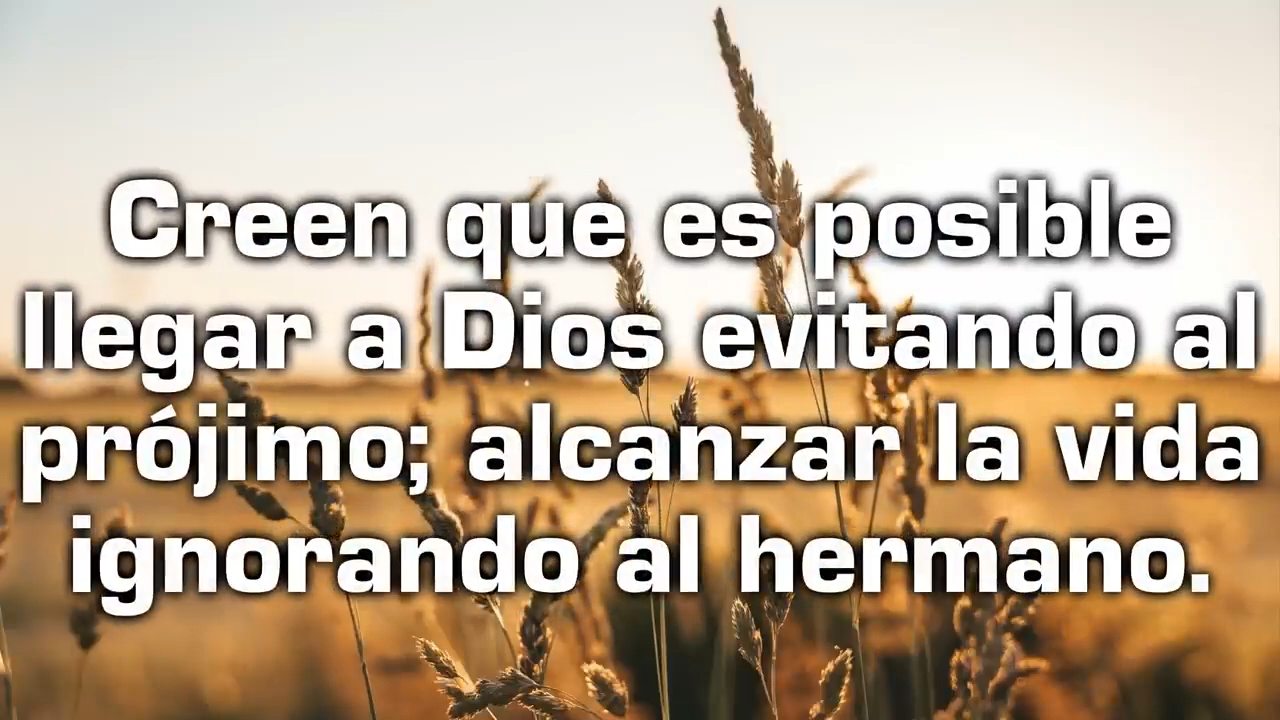 Creen que es posible
llegar a Dios evitando al
prójimo; alcanzar la vida
ignorando al hermano.